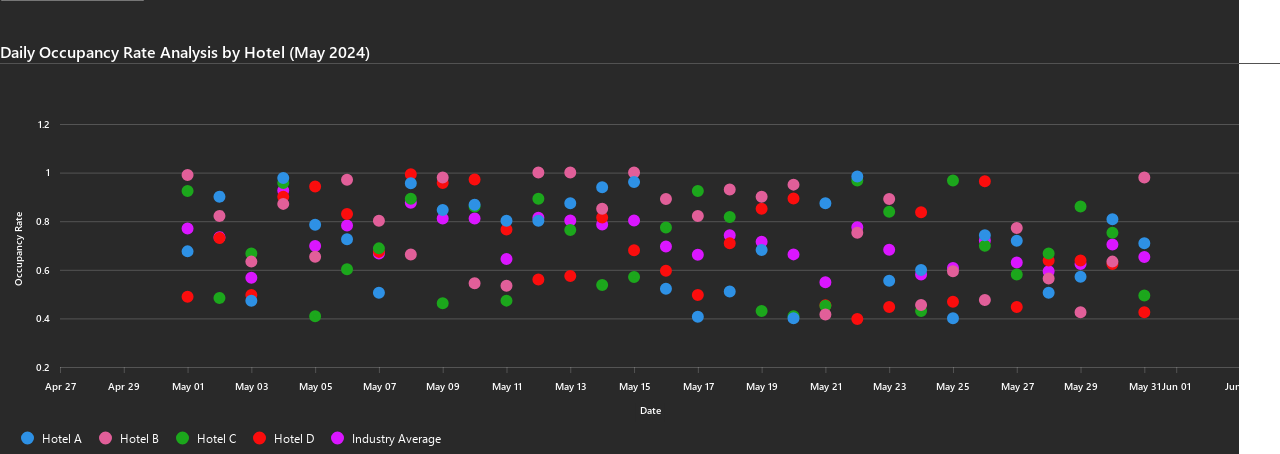 Daily Occupancy Rate Analysis by Hotel (May 2024)
1.2
1
0.8
0.6
0.4
0.2
Occupancy Rate
Apr 27 Apr 29 May 01 May 03 May 05 May 07 May 09 May 11 May 13 May 15 May 17 May 19 May 21 May 23 May 25 May 27 May 29 May 31 Jun 01 Jun
Date
Hotel A Hotel B Hotel C Hotel D Industry Average